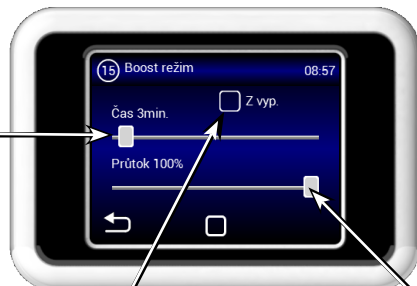 15 Boost režim 08:57
Z vyp.
Čas 3min.
Průtok 100%